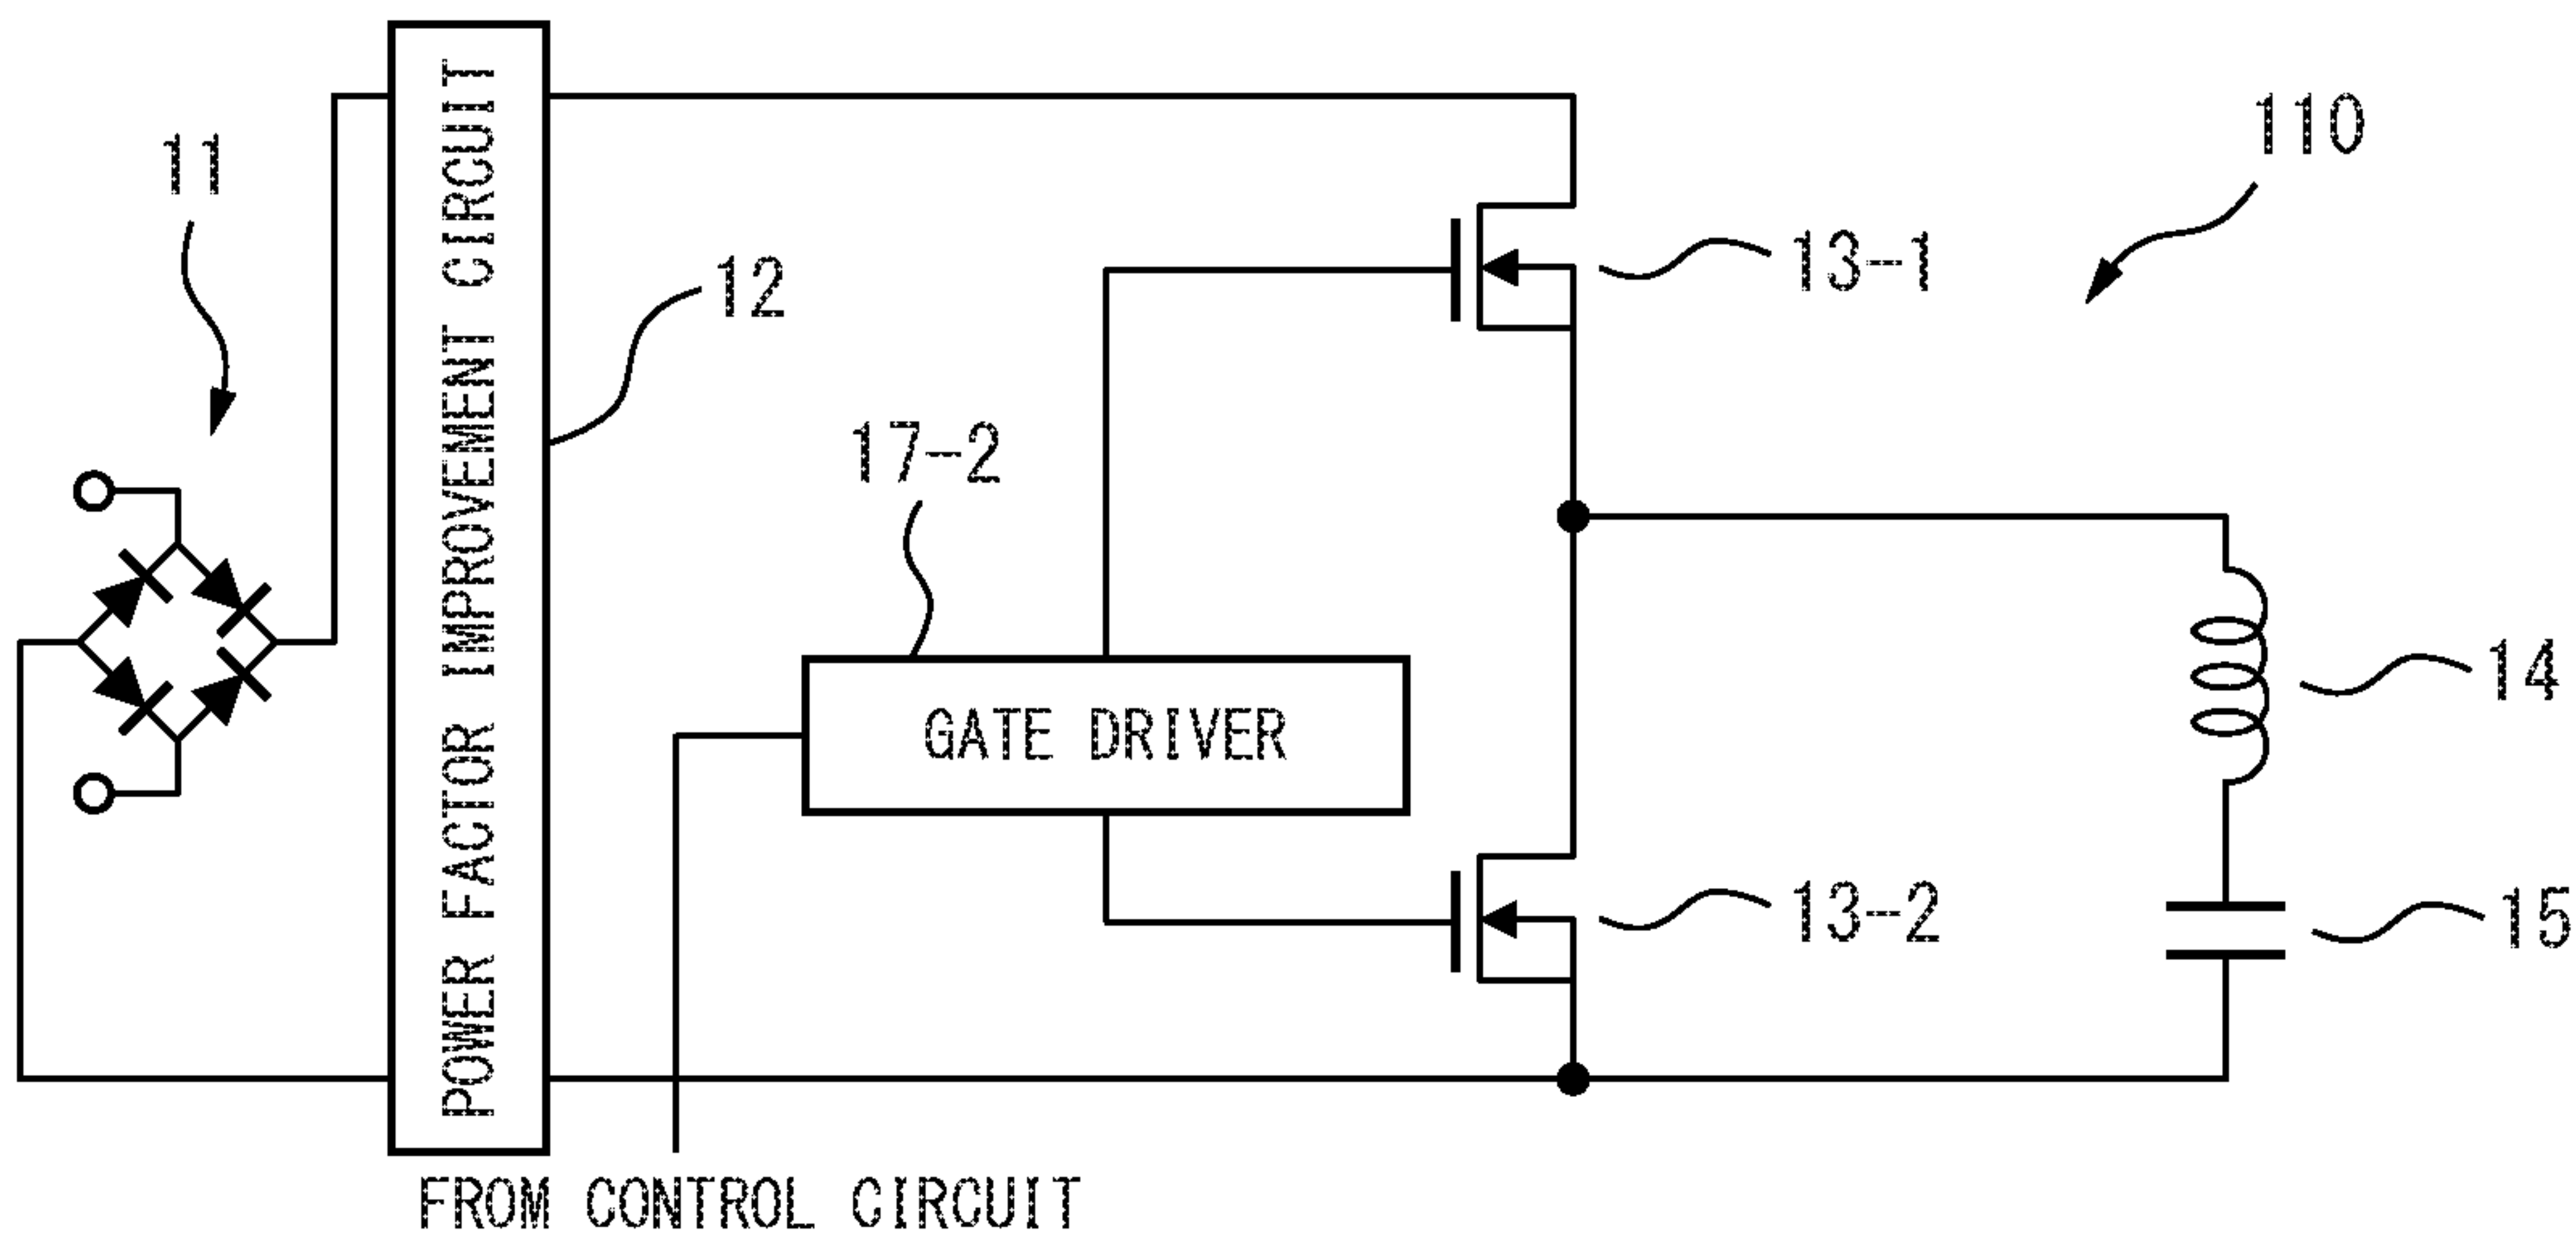 110
11
13-1
12
17-2
POWER FACTOR IMPROVEMENT CIRCUIT
14
GATE DRIVER
13-2
15
FROM CONTROL CIRCUIT